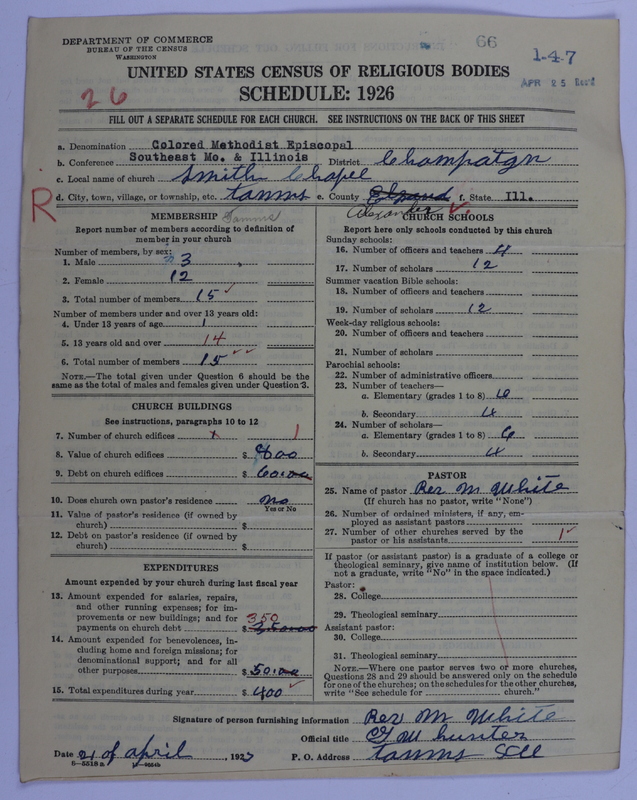 DEPARTMENT OF COMMERCE
BUREAU OF THE CENSUS
WASHINGTON
66
1-4-7
APR 25
UNITED STATES CENSUS OF RELIGIOUS BODIES
SCHEDULE: 1926
26
FILL OUT A SEPARATE SCHEDULE FOR EACH CHURCH. SEE INSTRUCTIONS ON THE BACK OF THIS SHEET
a. Denomination Colored Methodist Episcopal
b. Conference Southeast Mo. & Illinois District Champatgn
c. Local name of church Smith Chapel
d. City, town, village, or township, etc. tamms e. County f. State Ill.
R
Alexander
MEMBERSHIP Tamms
Report number of members according to definition of
member in your church
Number of members, by sex:
1. Male 3
2. Female 12
3. Total number of members 15
Number of members under and over 13 years old:
4. Under 13 years of age 1
5. 13 years old and over 14
6. Total number of members 15
NOTE.—The total given under Question 6 should be the
same as the total of males and females given under Question 3.
CHURCH BUILDINGS
See instructions, paragraphs 10 to 12
7. Number of church edifices x 1
8. Value of church edifices $ 800
9. Debt on church edifices $ 60.00
10. Does church own pastor's residence no
Yes or No
11. Value of pastor's residence (if owned by
church) $
12. Debt on pastor's residence (if owned by
church) $
EXPENDITURES
Amount expended by your church during last fiscal year
13. Amount expended for salaries, repairs,
and other running expenses; for im-
provements or new buildings; and for 350
payments on church debt $
14. Amount expended for benevolences, in-
cluding home and foreign missions; for
denominational support; and for all
other purposes $ 50.00
15. Total expenditures during year $ 400
CHURCH SCHOOLS
Report here only schools conducted by this church
Sunday schools:
16. Number of officers and teachers 4
17. Number of scholars 12
Summer vacation Bible schools:
18. Number of officers and teachers
19. Number of scholars 12
Week-day religious schools:
20. Number of officers and teachers
21. Number of scholars
Parochial schools:
22. Number of administrative officers
23. Number of teachers—
a. Elementary (grades 1 to 8)
b. Secondary 4
24. Number of scholars—
a. Elementary (grades 1 to 8) 6
b. Secondary 4
PASTOR
25. Name of pastor Rev M White
(If church has no pastor, write "None")
26. Number of ordained ministers, if any, em-
ployed as assistant pastors
27. Number of other churches served by the
pastor or his assistants 1
If pastor (or assistant pastor) is a graduate of a college or
theological seminary, give name of institution below. (If
not a graduate, write "No" in the space indicated.)
Pastor:
28. College
29. Theological seminary
Assistant pastor:
30. College
31. Theological seminary
NOTE.—Where one pastor serves two or more churches,
Questions 28 and 29 should be answered only on the schedule
for one of the churches; on the schedules for the other churches,
write "See schedule for church."
Signature of person furnishing information Rev M White
Official title G W hunter
Date 21 of april, 1927 P. O. Address tamms Ill
6—5518a